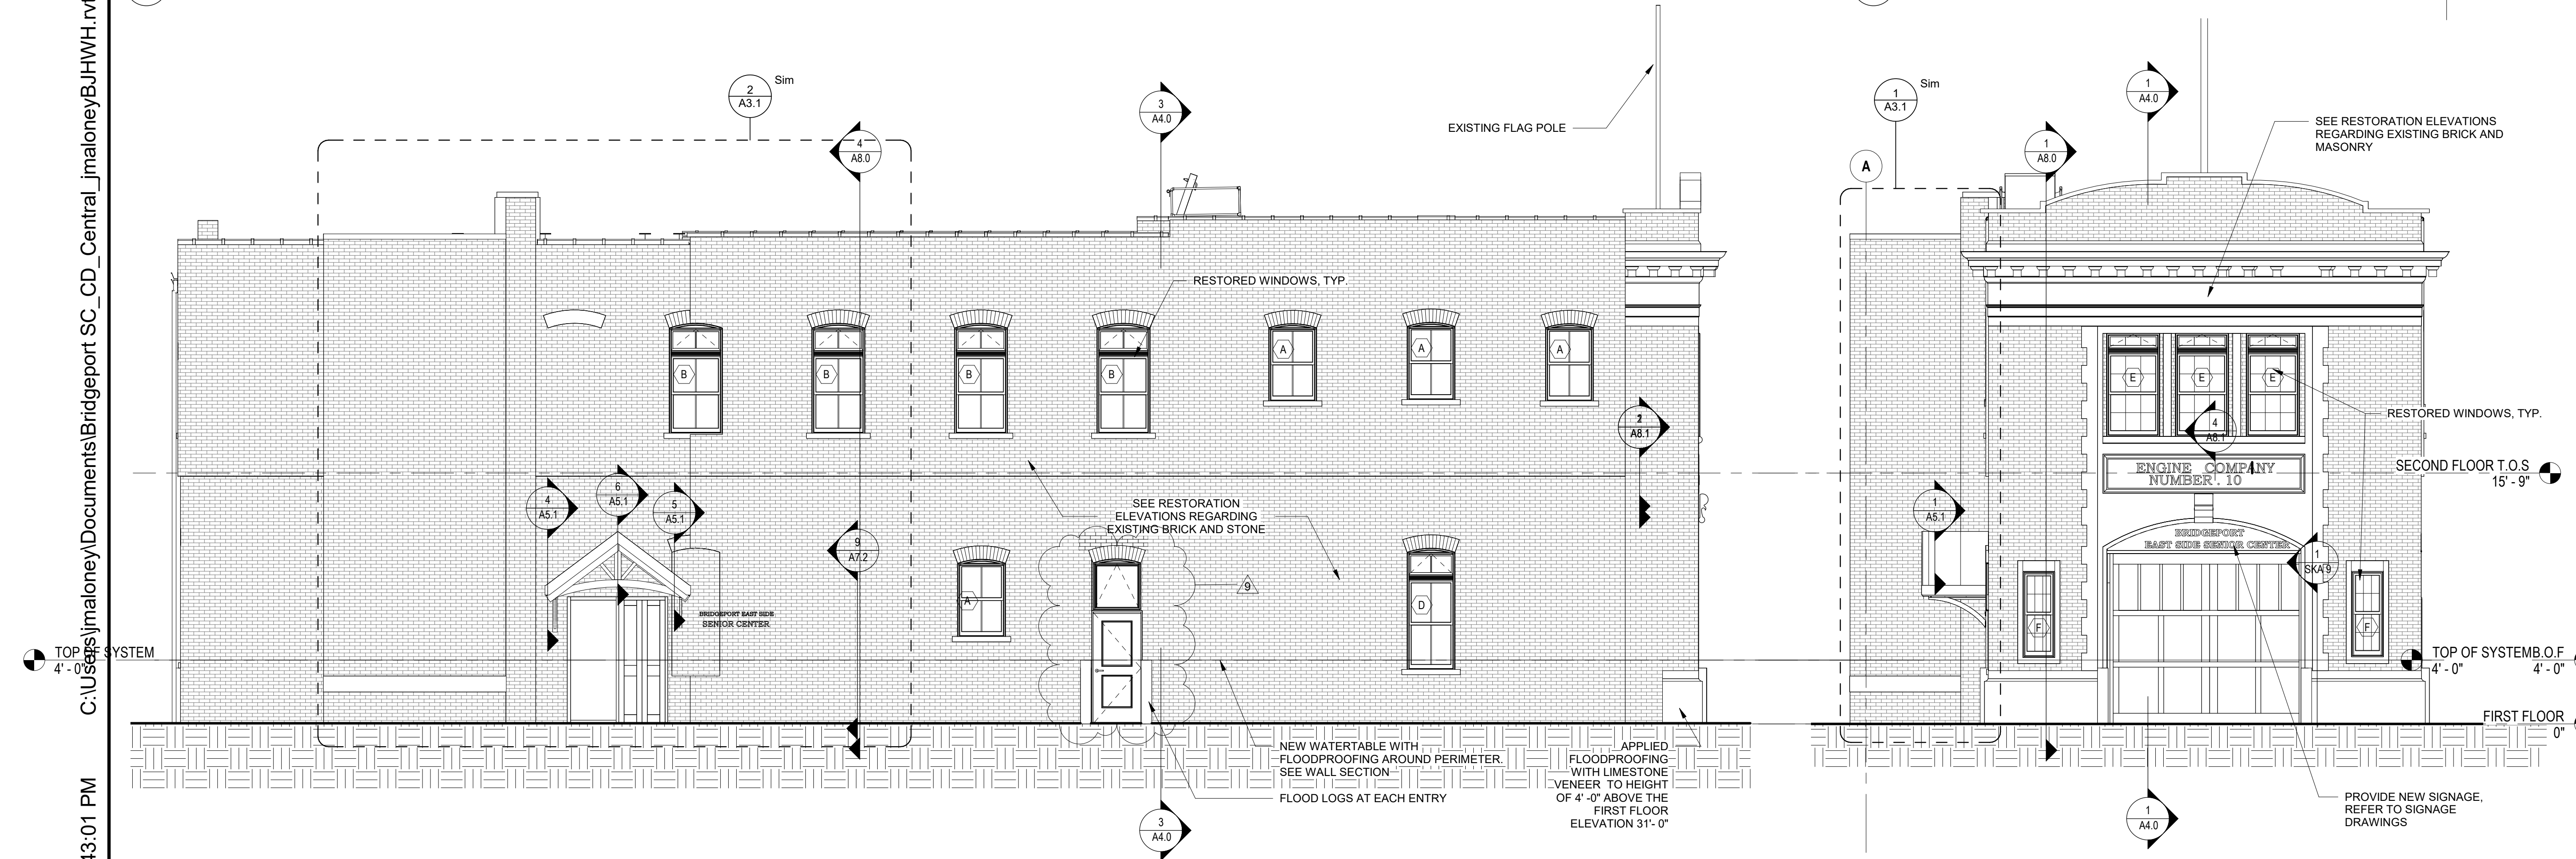 C:\Users\jmaloney\Documents\Bridgeport SC_CD_Central_jmaloneyBJHWH.rvt
43:01 PM
2
A3.1
Sim
4
A8.0
3
A4.0
EXISTING FLAG POLE
RESTORED WINDOWS, TYP.
B
B
B
B
A
A
A
2
A8.1
4
A5.1
6
A5.1
5
A5.1
9
A7.2
SEE RESTORATION
ELEVATIONS REGARDING
EXISTING BRICK AND STONE
A
D
9
BRIDGEPORT EAST SIDE
SENIOR CENTER
TOP OF SYSTEM
4' - 0"
NEW WATERTABLE WITH
FLOODPROOFING AROUND PERIMETER.
SEE WALL SECTION
FLOOD LOGS AT EACH ENTRY
APPLIED
FLOODPROOFING
WITH LIMESTONE
VENEER TO HEIGHT
OF 4' -0" ABOVE THE
FIRST FLOOR
ELEVATION 31'- 0"
3
A4.0
1
A3.1
Sim
A
1
A8.0
1
A4.0
SEE RESTORATION ELEVATIONS
REGARDING EXISTING BRICK AND
MASONRY
E
E
E
RESTORED WINDOWS, TYP.
4
A8.1
ENGINE COMPANY
NUMBER . 10
SECOND FLOOR T.O.S
15' - 9"
1
A5.1
BRIDGEPORT
EAST SIDE SENIOR CENTER
1
SKA 9
F
F
TOP OF SYSTEM
4' - 0"
B.O.F
4' - 0"
FIRST FLOOR
0"
PROVIDE NEW SIGNAGE,
REFER TO SIGNAGE
DRAWINGS
1
A4.0